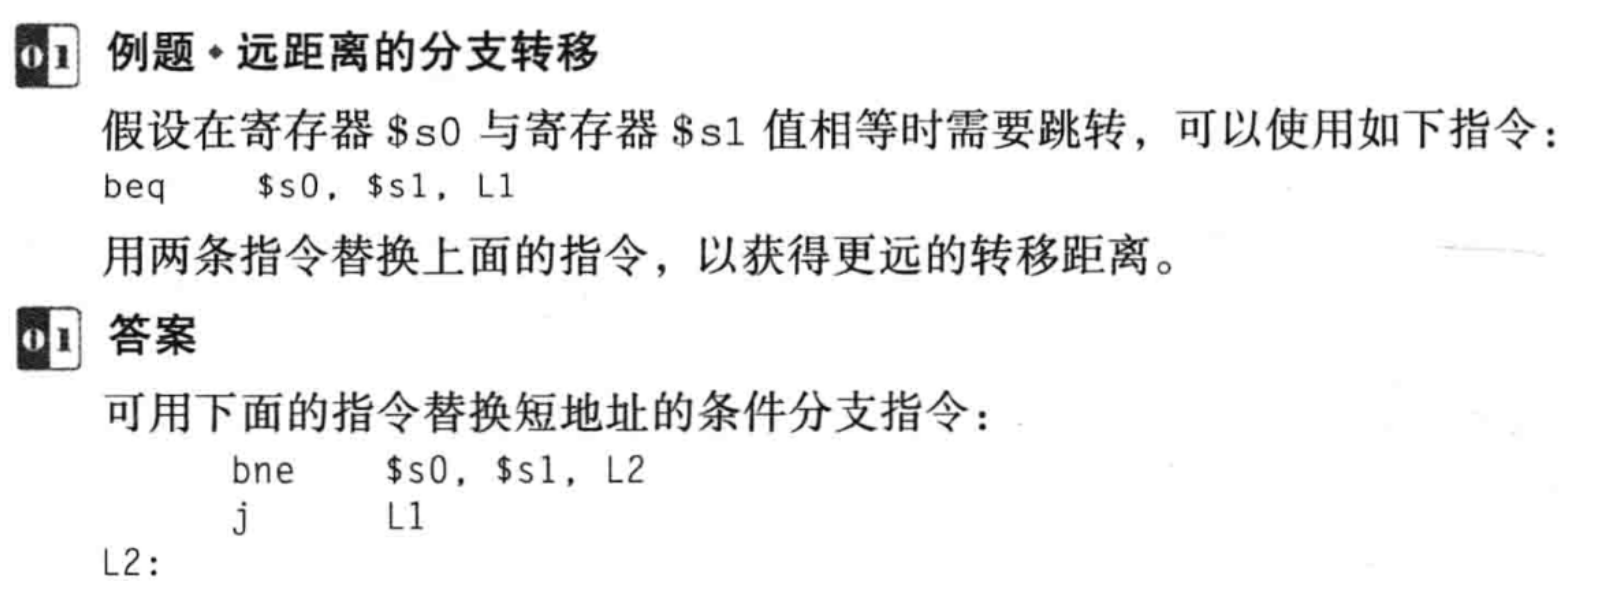 01 例题·远距离的分支转移
假设在寄存器 $s0 与寄存器 $s1 值相等时需要跳转，可以使用如下指令：
beq $s0, $s1, L1
用两条指令替换上面的指令，以获得更远的转移距离。
01 答案
可用下面的指令替换短地址的条件分支指令：
bne $s0, $s1, L2
j L1
L2: